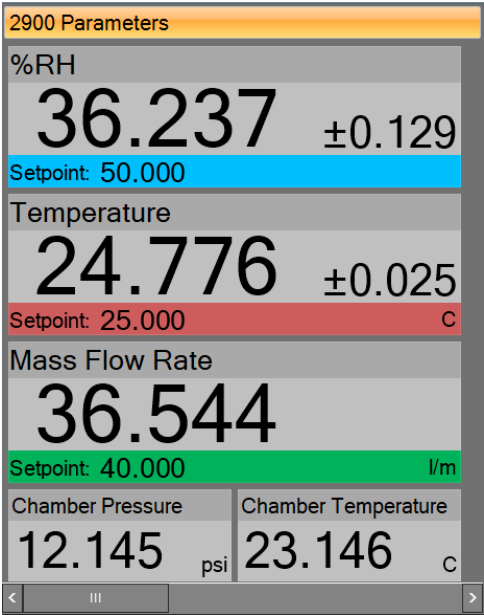 2900 Parameters
%RH
36.237 ±0.129
Setpoint: 50.000
Temperature
24.776 ±0.025
Setpoint: 25.000 C
Mass Flow Rate
36.544
Setpoint: 40.000 l/m
Chamber Pressure Chamber Temperature
12.145 psi 23.146 C